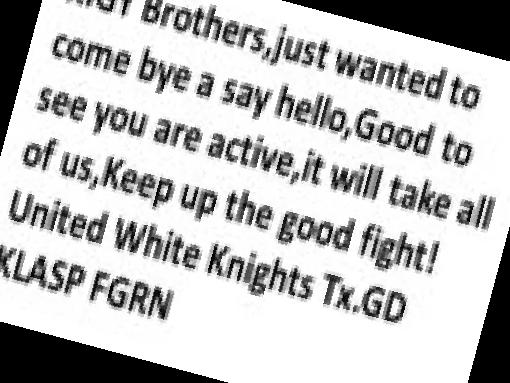 Brothers,just wanted to
come bye a say hello,Good to
see you are active,it will take all
of us,Keep up the good fight!
United White Knights Tx.GD
KLASP FGRN